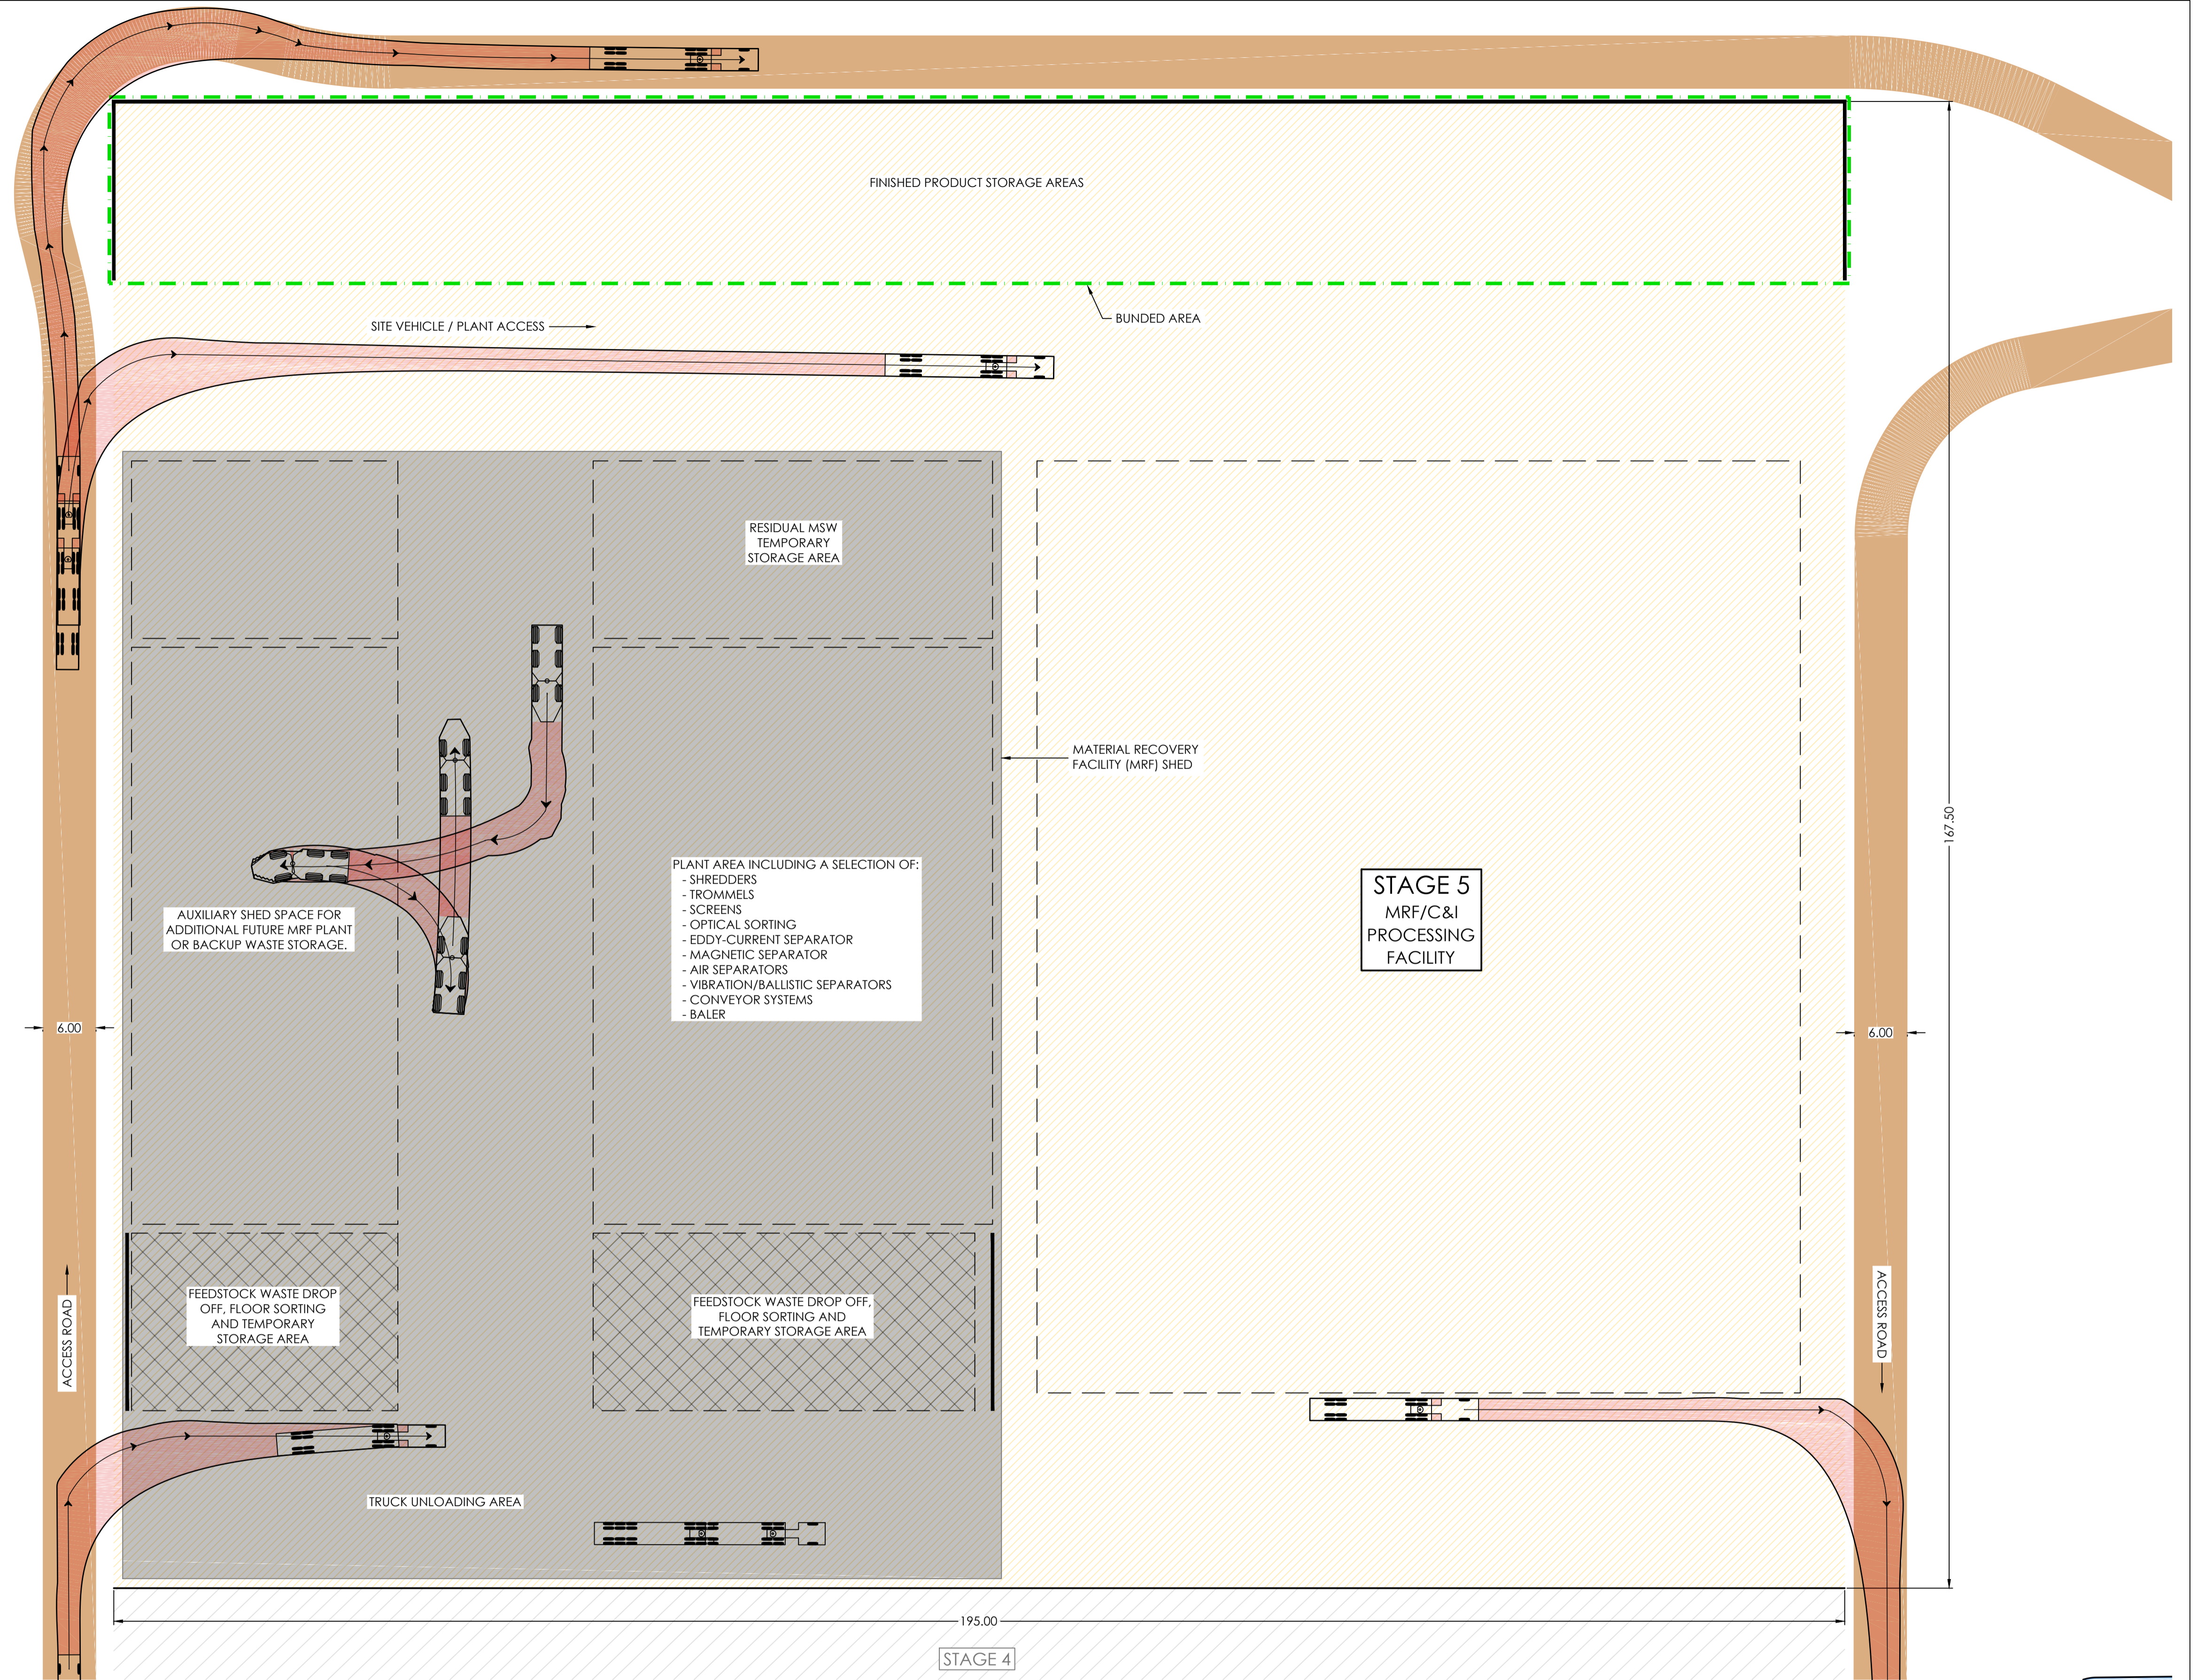 FINISHED PRODUCT STORAGE AREAS
SITE VEHICLE / PLANT ACCESS
BUNDED AREA
RESIDUAL MSW
TEMPORARY
STORAGE AREA
MATERIAL RECOVERY
FACILITY (MRF) SHED
167.50
PLANT AREA INCLUDING A SELECTION OF:
- SHREDDERS
- TROMMELS
- SCREENS
- OPTICAL SORTING
- EDDY-CURRENT SEPARATOR
- MAGNETIC SEPARATOR
- AIR SEPARATORS
- VIBRATION/BALLISTIC SEPARATORS
- CONVEYOR SYSTEMS
- BALER
STAGE 5
MRF/C&I
PROCESSING
FACILITY
AUXILIARY SHED SPACE FOR
ADDITIONAL FUTURE MRF PLANT
OR BACKUP WASTE STORAGE.
6.00
6.00
ACCESS ROAD
FEEDSTOCK WASTE DROP
OFF, FLOOR SORTING
AND TEMPORARY
STORAGE AREA
FEEDSTOCK WASTE DROP OFF,
FLOOR SORTING AND
TEMPORARY STORAGE AREA
ACCESS ROAD
TRUCK UNLOADING AREA
195.00
STAGE 4